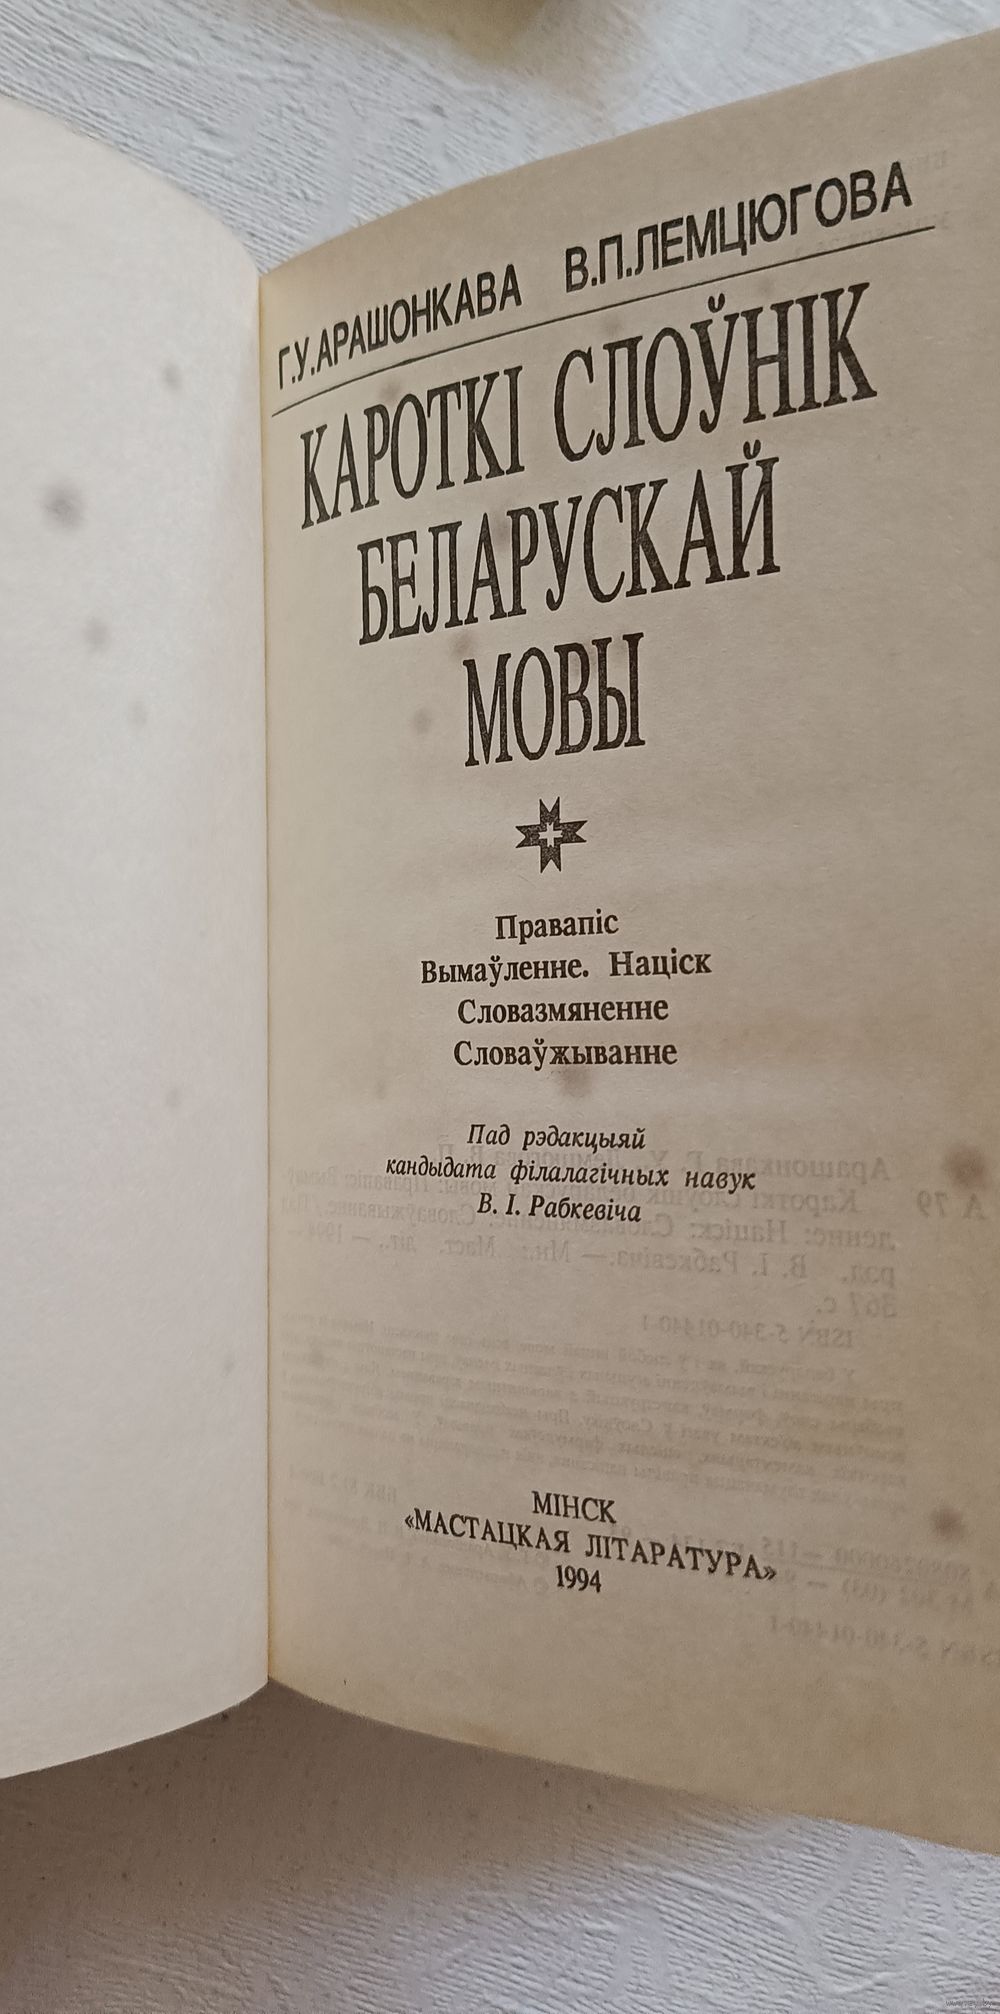 Г.У.АРАШОНКАВА В.П.ЛЕМЦЮГОВА
КАРОТКІ СЛОЎНІК
БЕЛАРУСКАЙ
МОВЫ
Правапіс
Вымаўленне. Націск
Словазмяненне
Словаўжыванне
Пад рэдакцыяй
кандыдата філалагічных навук
В. І. Рабкевіча
МІНСК
«МАСТАЦКАЯ ЛІТАРАТУРА»
1994